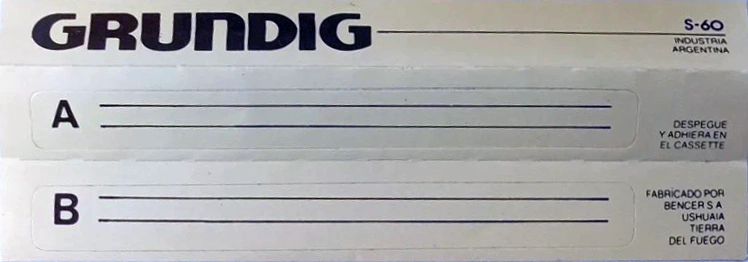 GRUNDIG
S-60
INDUSTRIA
ARGENTINA
A
DESPEGUE
Y ADHIERA EN
EL CASSETTE
B
FABRICADO POR
BENCER S A
USHUAIA
TIERRA
DEL FUEGO